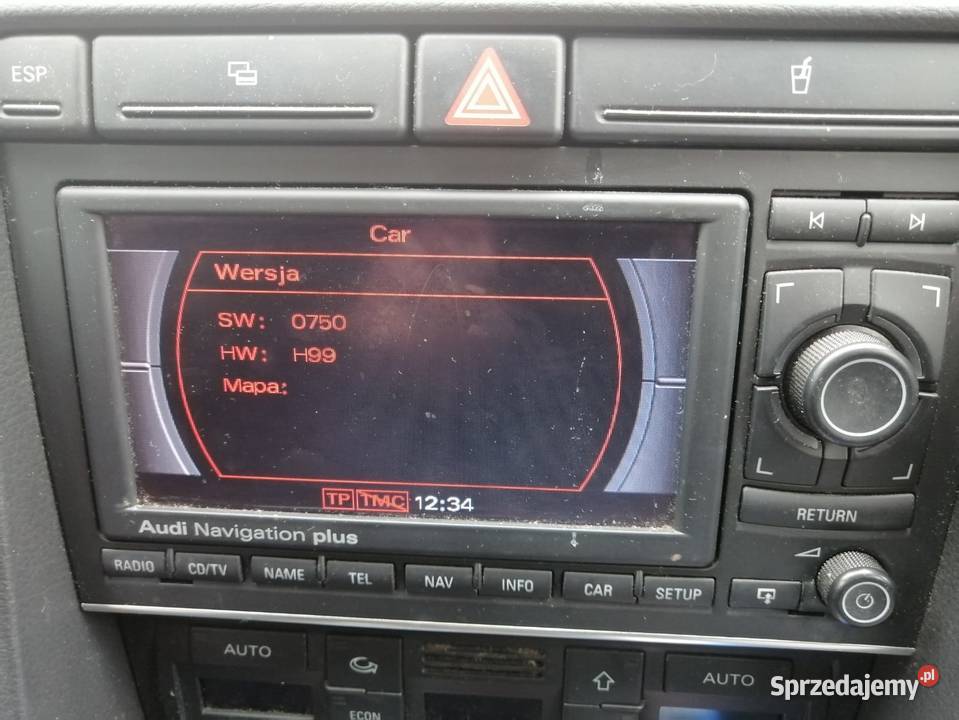 ESP
Car
Wersja
SW: 0750
HW: H99
Mapa:
TP TMC 12:34
Audi Navigation plus
RETURN
RADIO CD/TV NAME TEL NAV INFO CAR SETUP
AUTO AUTO
ECON
Sprzedajemy.pl